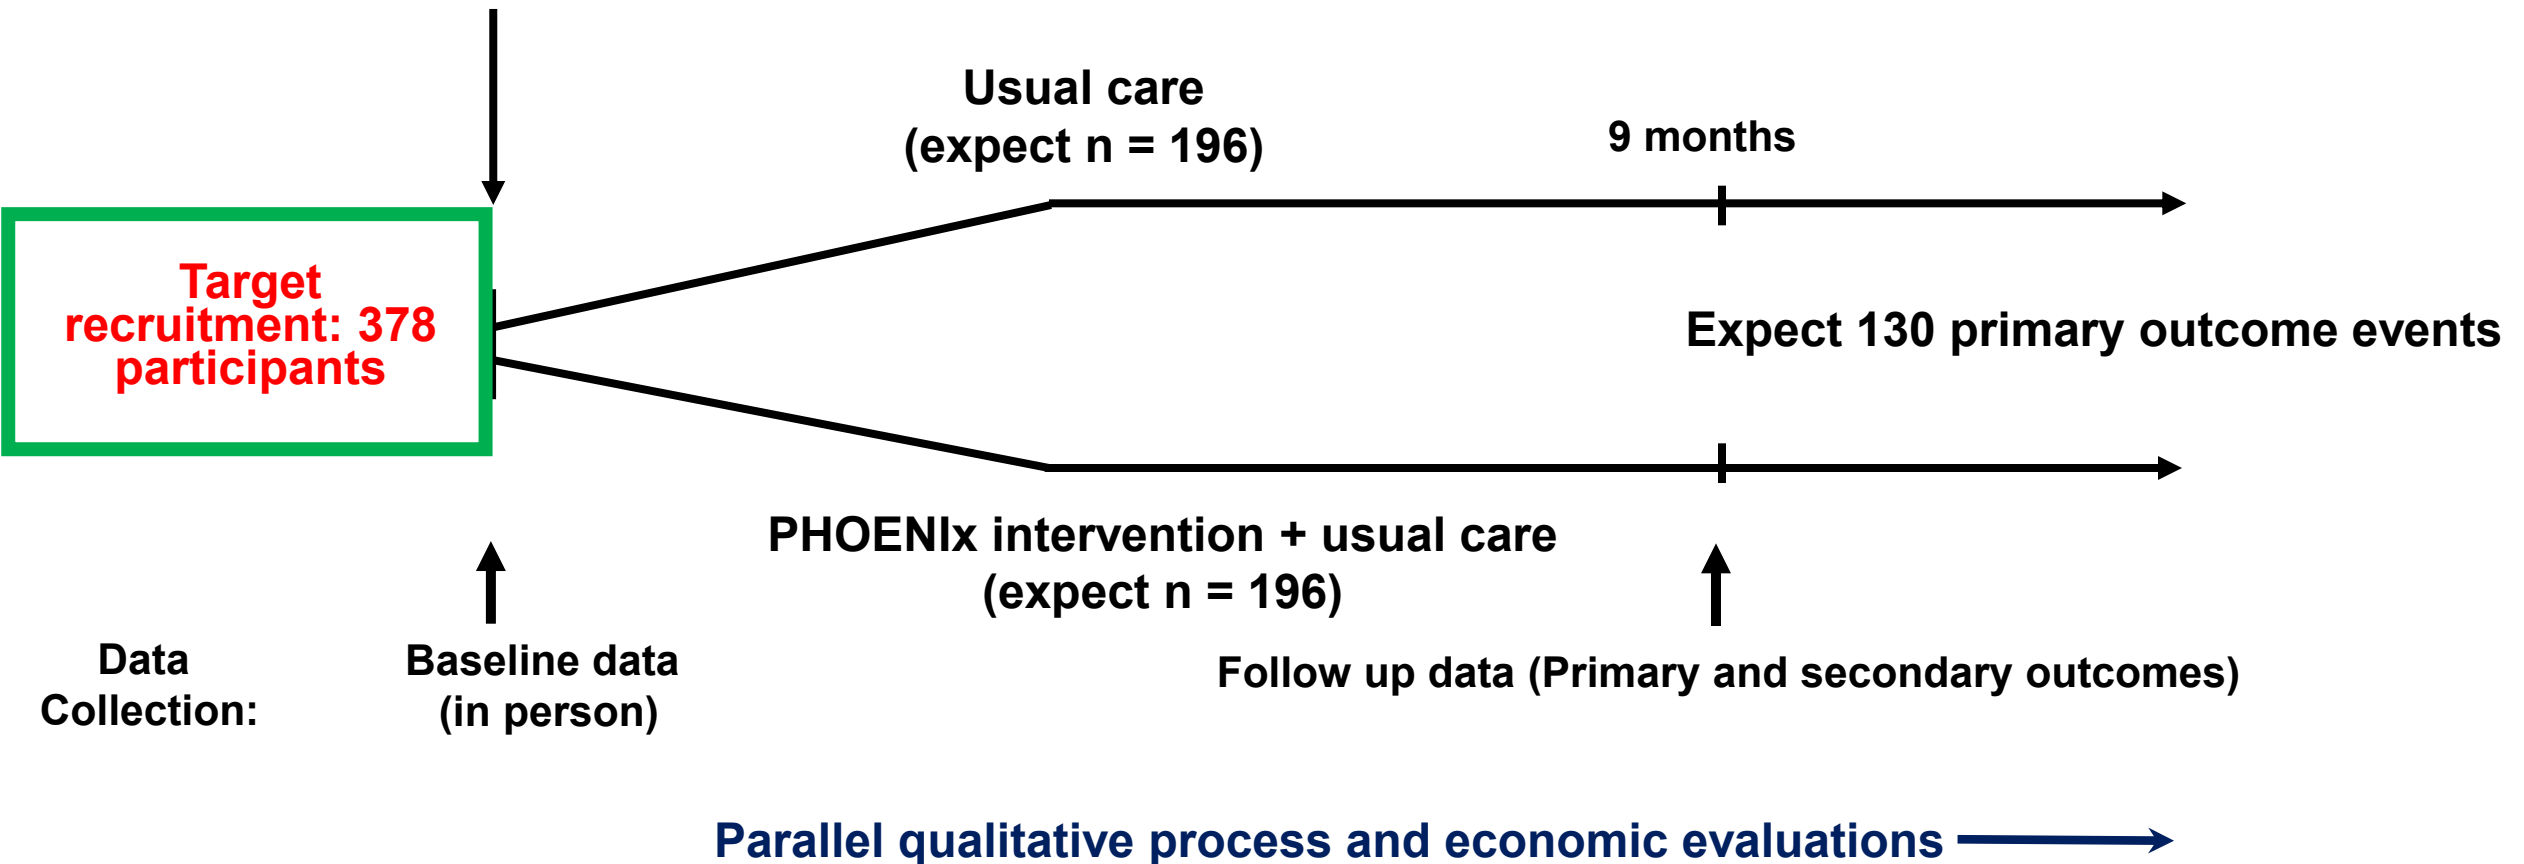 Usual care
(expect n = 196)
9 months
Target
recruitment: 378
participants
Expect 130 primary outcome events
PHOENIx intervention + usual care
(expect n = 196)
Data
Collection:
Baseline data
(in person)
Follow up data (Primary and secondary outcomes)
Parallel qualitative process and economic evaluations